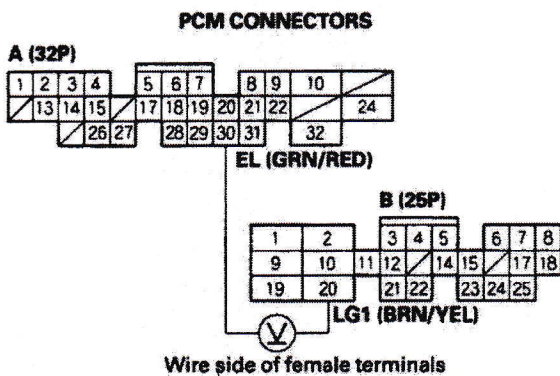 PCM CONNECTORS
A (32P)
1 2 3 4 5 6 7 8 9 10
13 14 15 17 18 19 20 21 22 24
26 27 28 29 30 31 32
EL (GRN/RED)
B (25P)
1 2 3 4 5 6 7 8
9 10 11 12 14 15 17 18
19 20 21 22 23 24 25
LG1 (BRN/YEL)
V
Wire side of female terminals